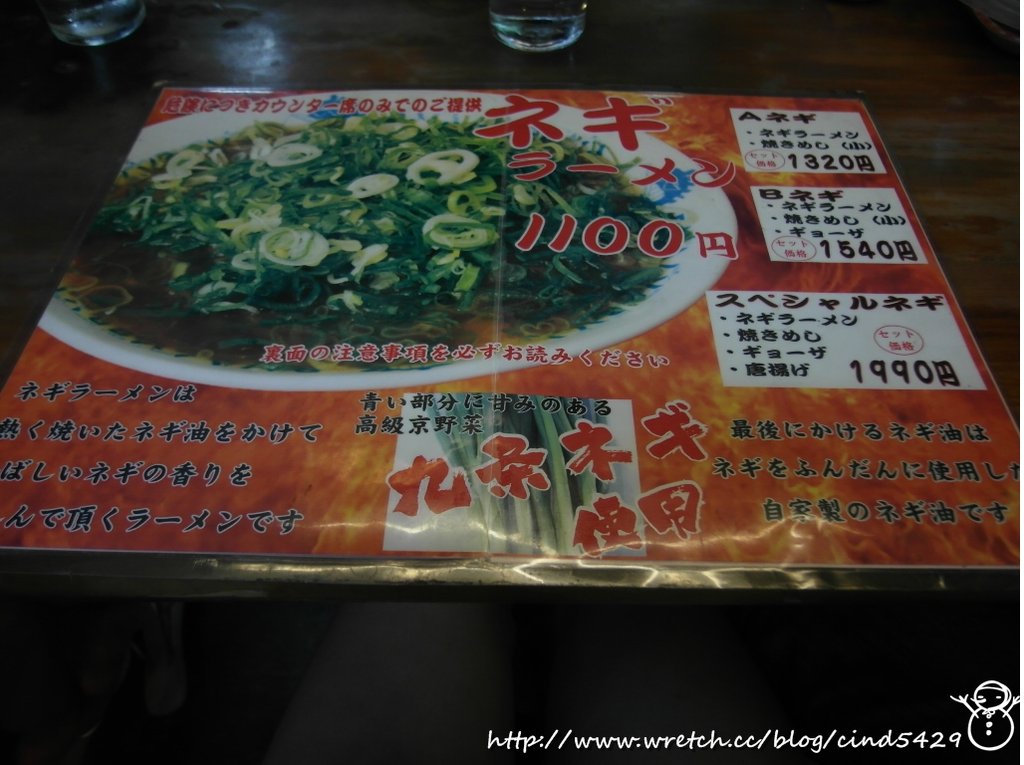 危険につきカウンター席のみでのご提供
ネギ
ラーメン
1100円
Aネギ
・ネギラーメン
・焼きめし（小）
セット
価格
1320円
Bネギ
・ネギラーメン
・焼きめし（小）
・ギョーザ
セット
価格
1540円
スペシャルネギ
・ネギラーメン
・焼きめし
・ギョーザ
・唐揚げ
セット
価格
1990円
裏面の注意事項を必ずお読みください
ネギラーメンは
熱く焼いたネギ油をかけて
ばしいネギの香りを
んで頂くラーメンです
青い部分に甘みのある
高級京野菜
九条ネギ
使用
最後にかけるネギ油は
ネギをふんだんに使用した
自家製のネギ油です
http://www.wretch.cc/blog/cind5429